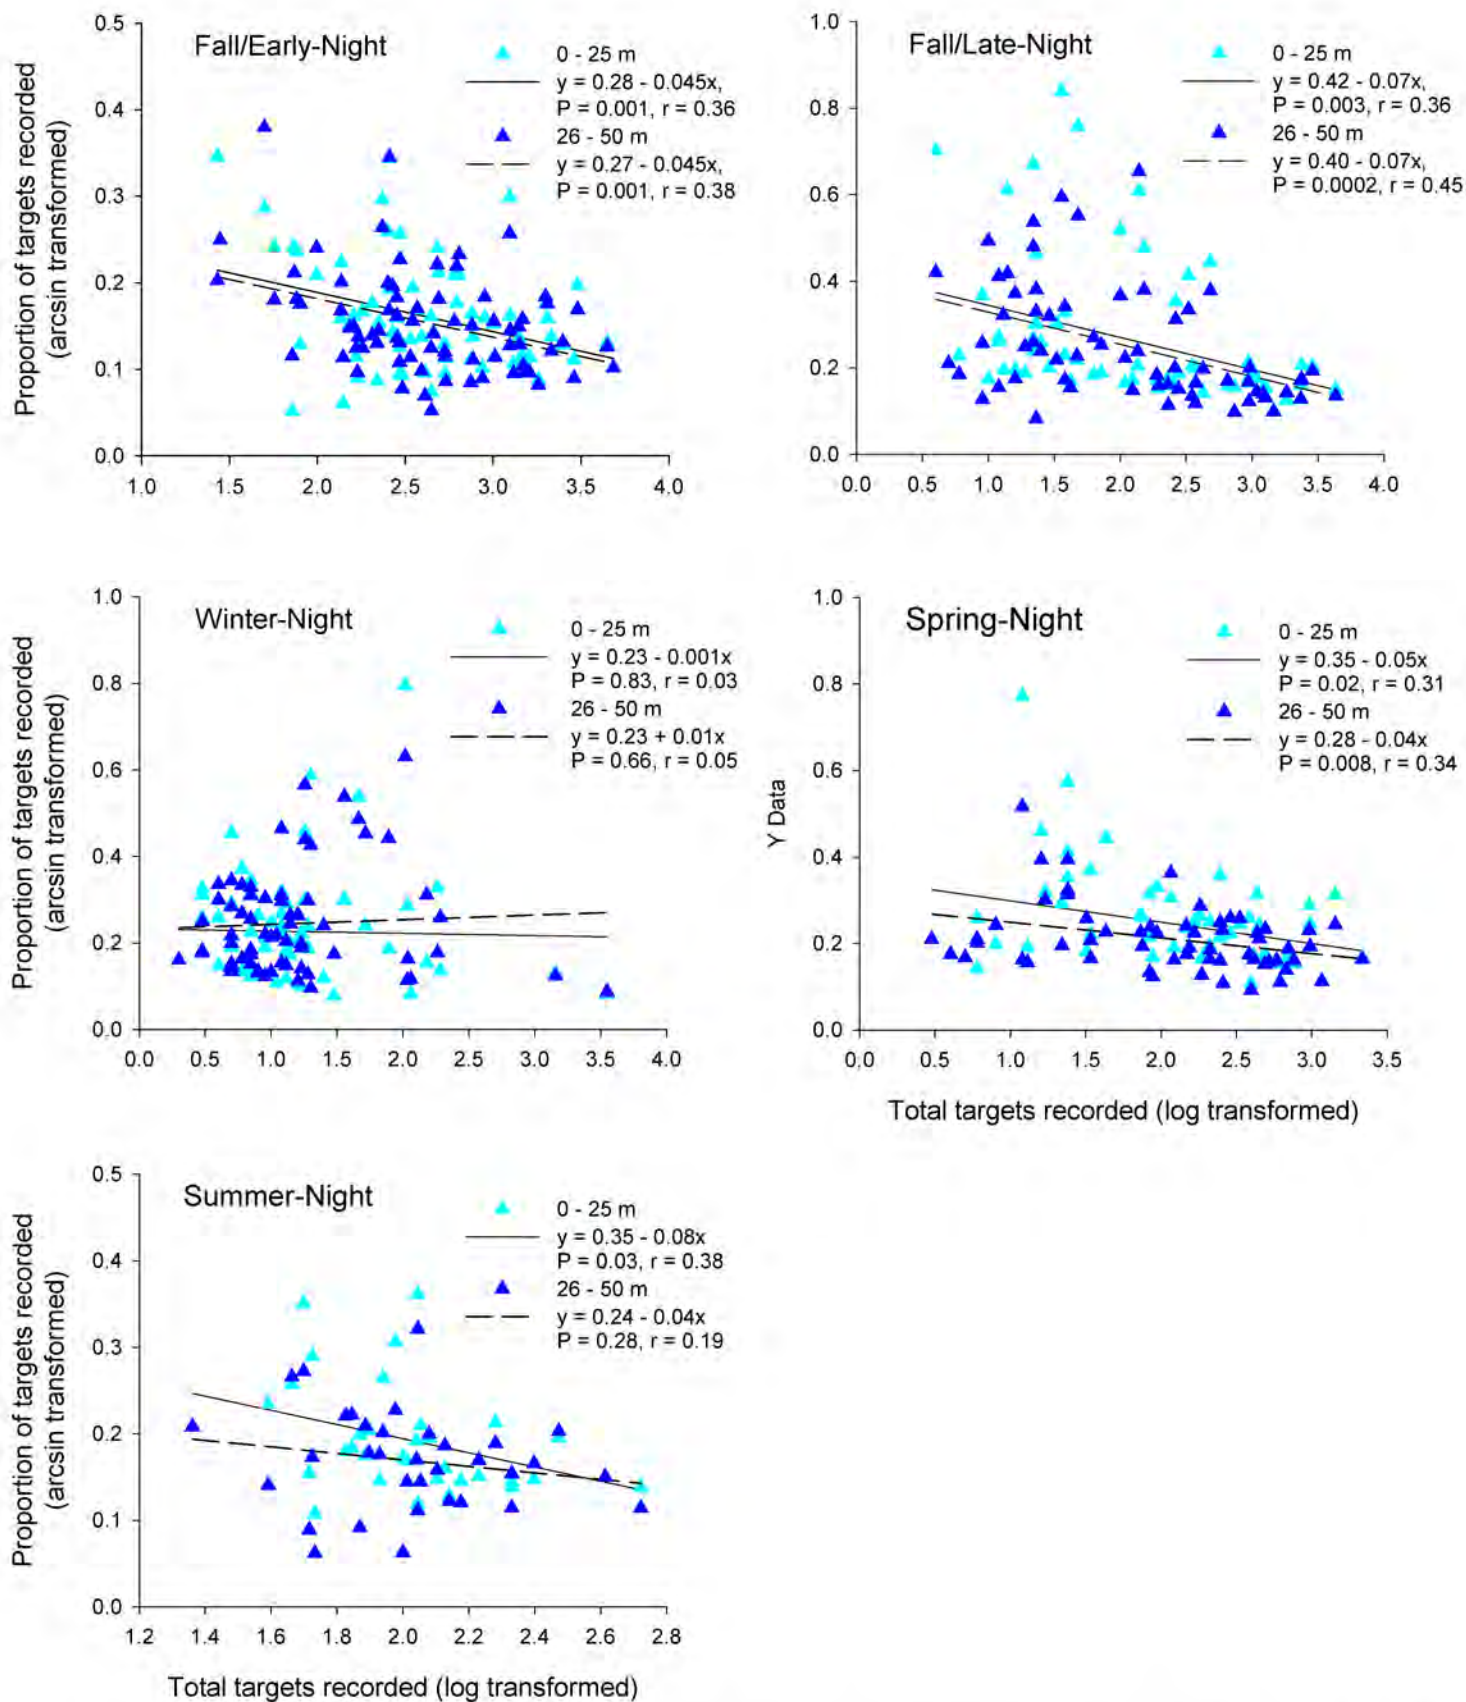 Fall/Early-Night
0 - 25 m
y = 0.28 - 0.045x,
P = 0.001, r = 0.36
26 - 50 m
y = 0.27 - 0.045x,
P = 0.001, r = 0.38
Proportion of targets recorded
(arcsin transformed)
0.5
0.4
0.3
0.2
0.1
0.0
1.0 1.5 2.0 2.5 3.0 3.5 4.0
Fall/Late-Night
0 - 25 m
y = 0.42 - 0.07x,
P = 0.003, r = 0.36
26 - 50 m
y = 0.40 - 0.07x,
P = 0.0002, r = 0.45
1.0
0.8
0.6
0.4
0.2
0.0
0.0 0.5 1.0 1.5 2.0 2.5 3.0 3.5 4.0
Winter-Night
0 - 25 m
y = 0.23 - 0.001x
P = 0.83, r = 0.03
26 - 50 m
y = 0.23 + 0.01x
P = 0.66, r = 0.05
Proportion of targets recorded
(arcsin transformed)
1.0
0.8
0.6
0.4
0.2
0.0
0.0 0.5 1.0 1.5 2.0 2.5 3.0 3.5 4.0
Spring-Night
0 - 25 m
y = 0.35 - 0.05x
P = 0.02, r = 0.31
26 - 50 m
y = 0.28 - 0.04x
P = 0.008, r = 0.34
Y Data
1.0
0.8
0.6
0.4
0.2
0.0
0.0 0.5 1.0 1.5 2.0 2.5 3.0 3.5
Total targets recorded (log transformed)
Summer-Night
0 - 25 m
y = 0.35 - 0.08x
P = 0.03, r = 0.38
26 - 50 m
y = 0.24 - 0.04x
P = 0.28, r = 0.19
Proportion of targets recorded
(arcsin transformed)
0.5
0.4
0.3
0.2
0.1
0.0
1.2 1.4 1.6 1.8 2.0 2.2 2.4 2.6 2.8
Total targets recorded (log transformed)